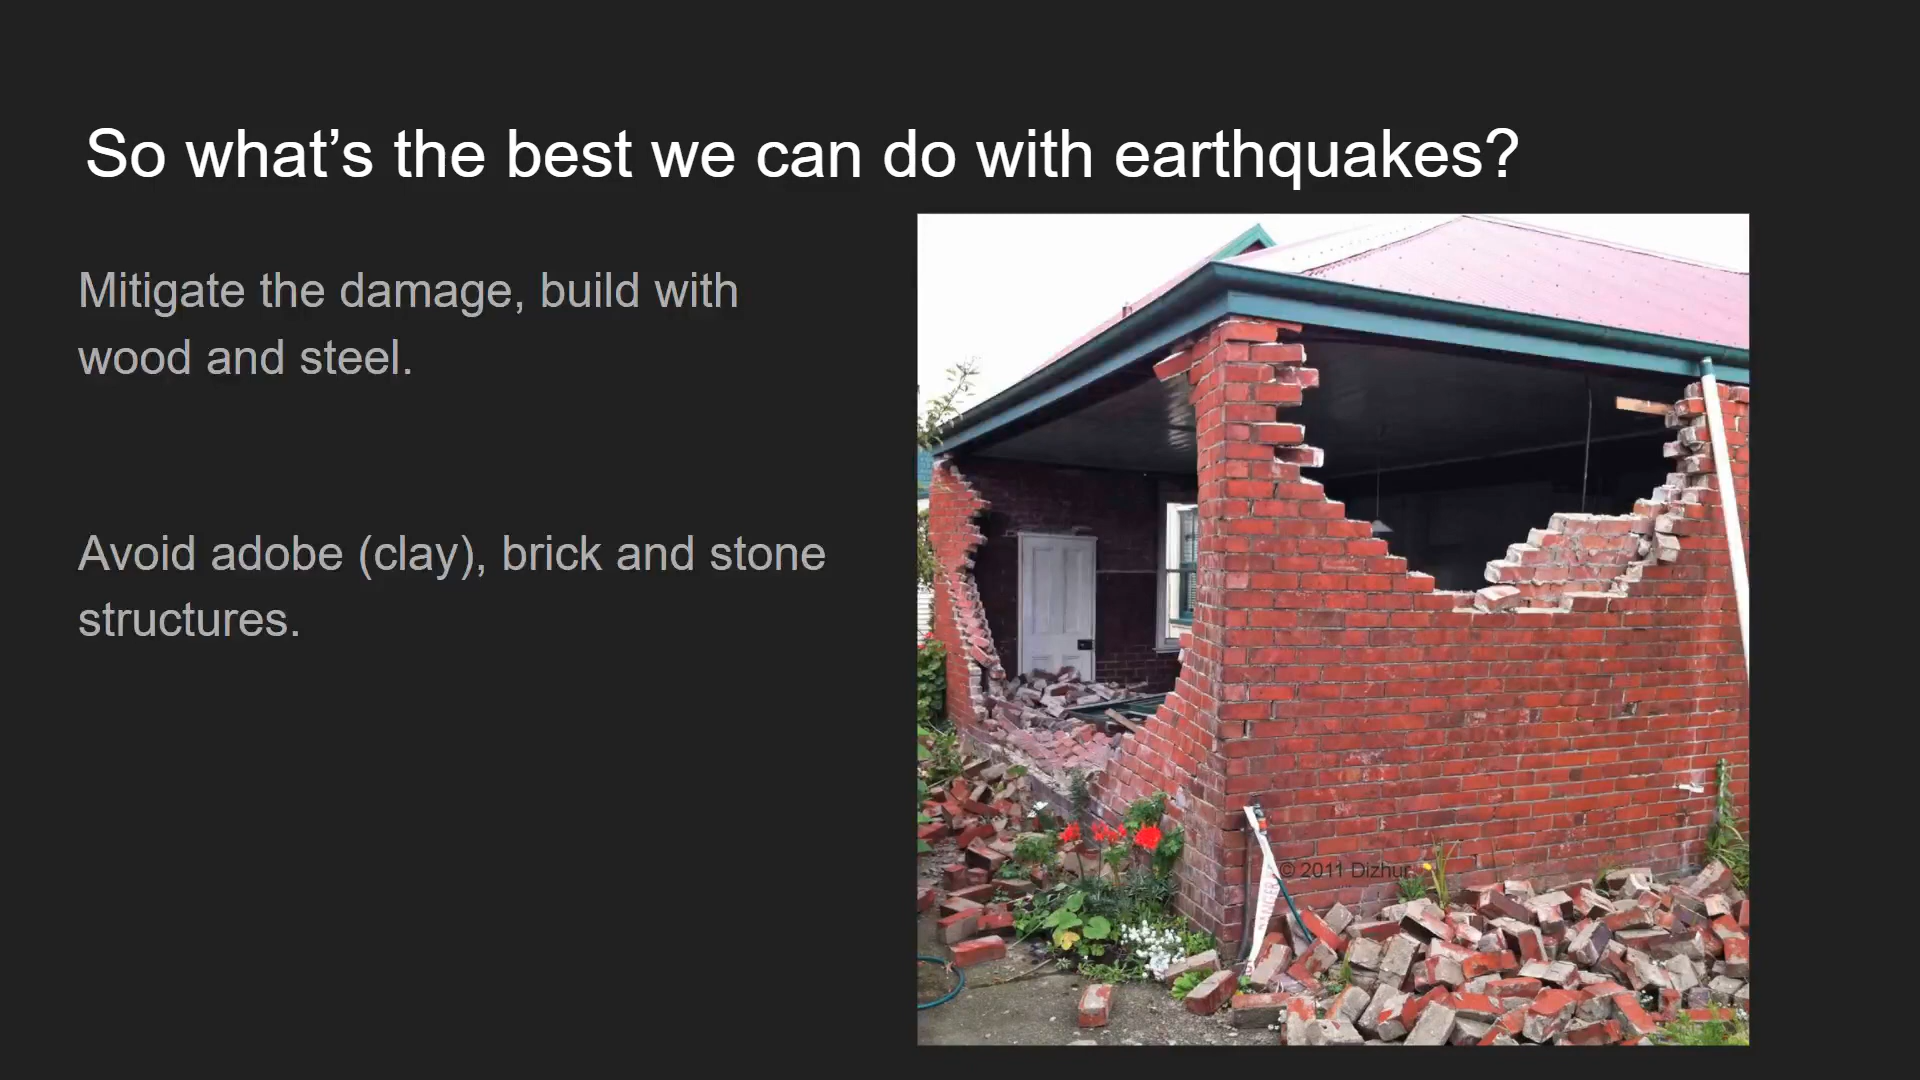 So what’s the best we can do with earthquakes?
Mitigate the damage, build with
wood and steel.
Avoid adobe (clay), brick and stone
structures.
© 2011 Dizhur
DANGER